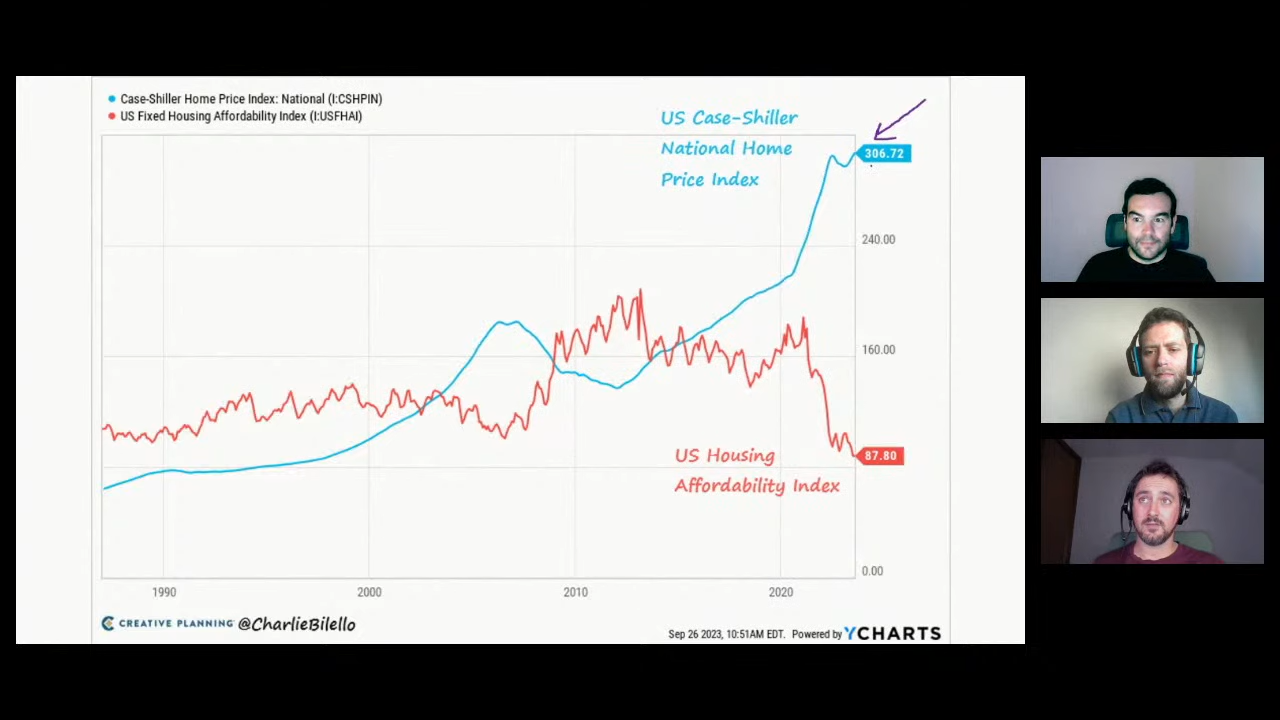 Case-Shiller Home Price Index: National (I:CSHPIN)
US Fixed Housing Affordability Index (I:USFHAI)
US Case-Shiller
National Home
Price Index
306.72
240.00
160.00
87.80
US Housing
Affordability Index
0.00
1990 2000 2010 2020
CREATIVE PLANNING @CharlieBilello
Sep 26 2023, 10:51AM EDT. Powered by YCHARTS